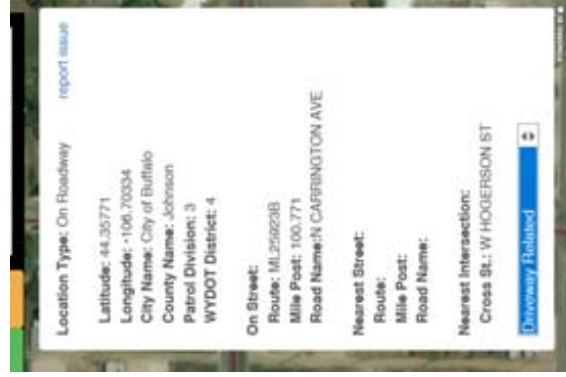 Location Type: On Roadway
report issue
Latitude: 44.35771
Longitude: -106.70334
City Name: City of Buffalo
County Name: Johnson
Patrol Division: 3
WYDOT District: 4
On Street:
Route: ML25923B
Mile Post: 100.771
Road Name:N CARRINGTON AVE
Nearest Street:
Route:
Mile Post:
Road Name:
Nearest Intersection:
Cross St.: W HOGERSON ST
Driveway Related